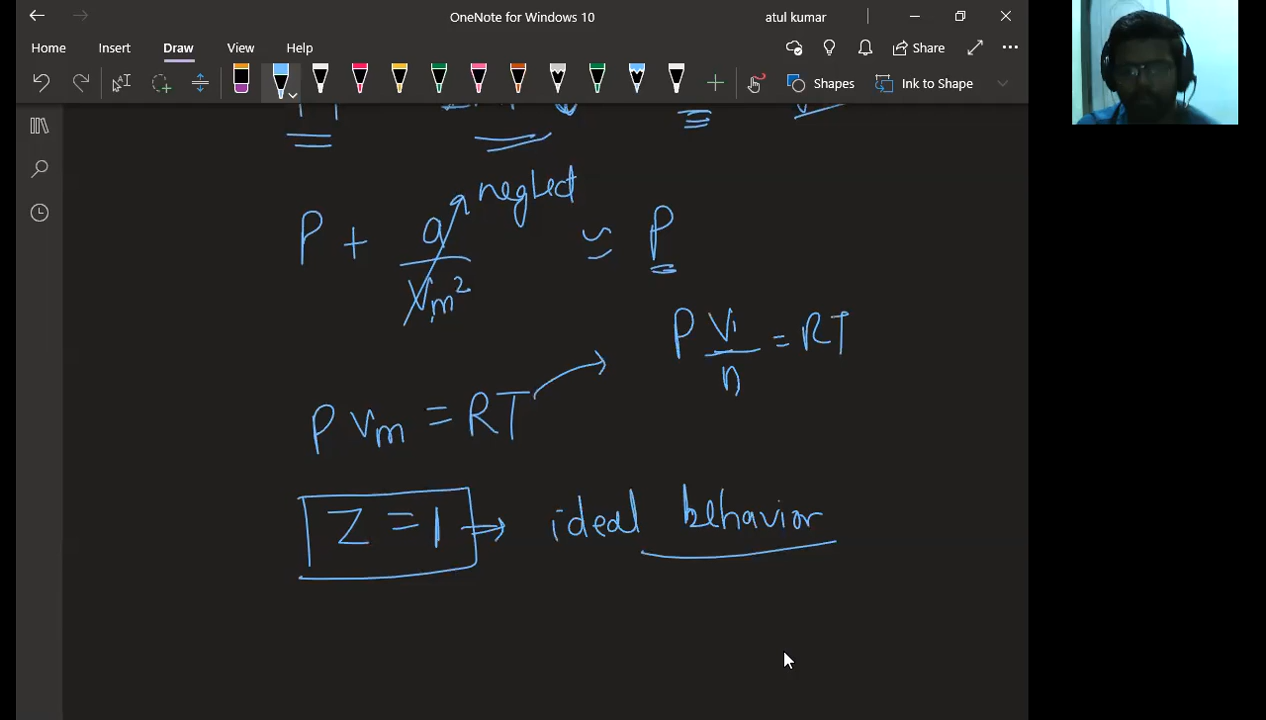 OneNote for Windows 10
atul kumar
Home Insert Draw View Help
Share
Shapes
Ink to Shape
neglect
P + a/Vm² ≃ P
P V/n = RT
P Vm = RT
Z = 1 → ideal behavior